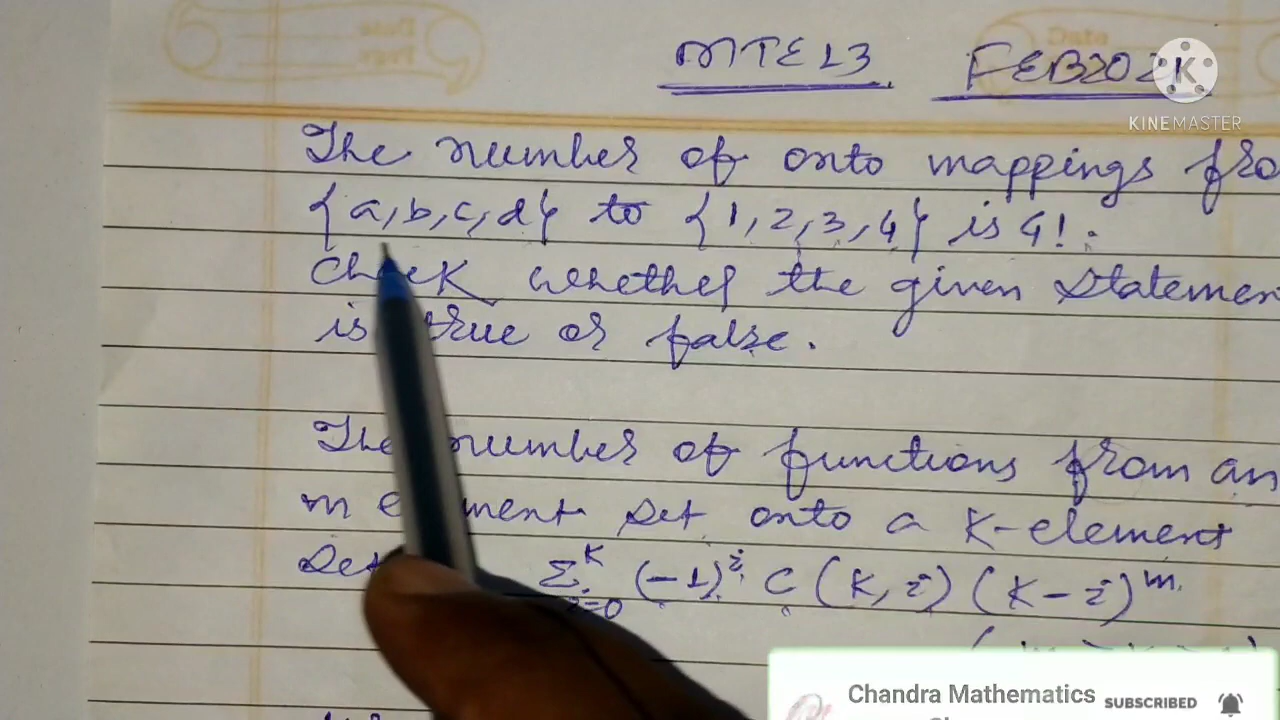 MTE13 FEB202
KINEMASTER
The number of onto mappings fro
{a,b,c,d} to {1,2,3,4} is 4!.
Check whether the given statemen
is true or false.
The number of functions from an
m element set onto a K-element
set Σ i=0 K (-1)^i C (K,i) (K-i)^m
Chandra Mathematics SUBSCRIBED